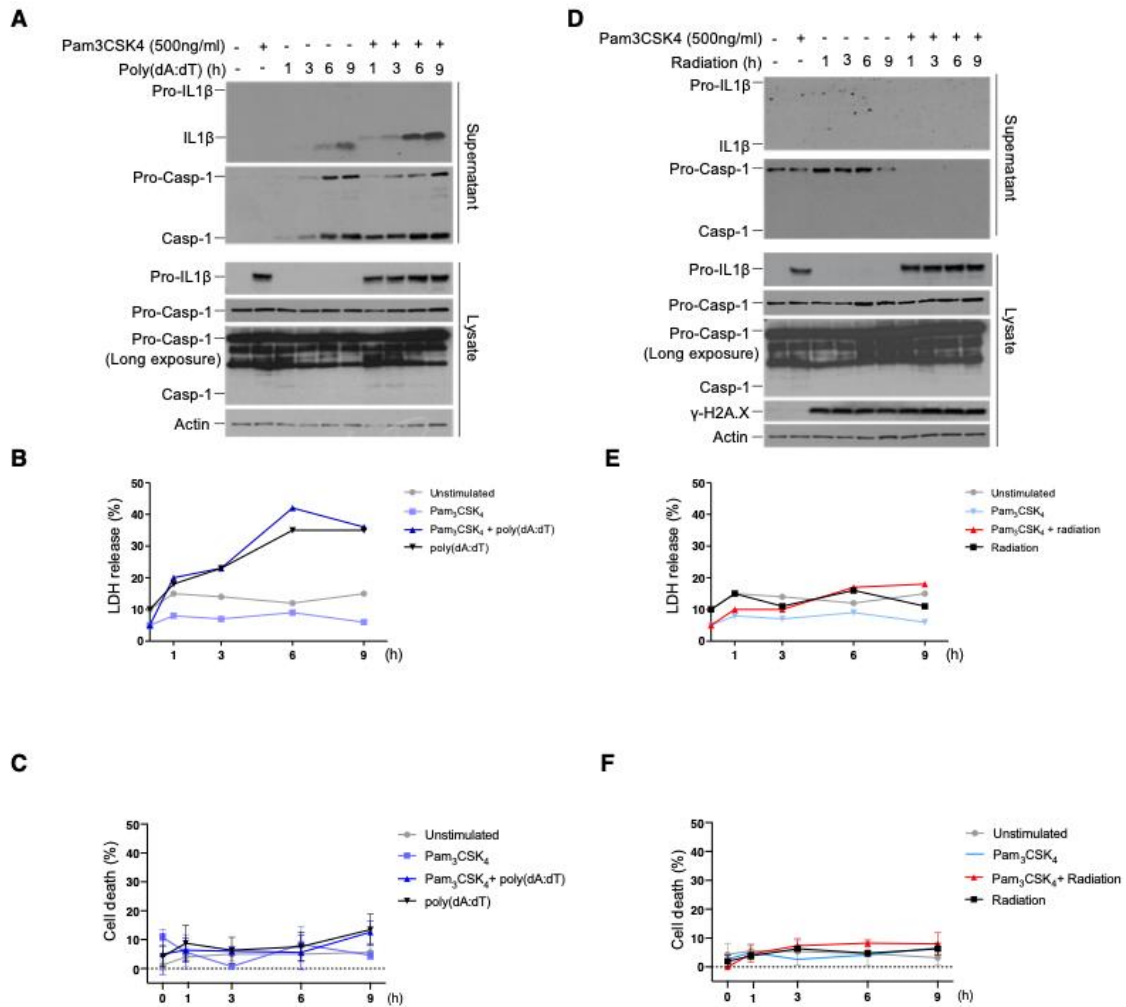 A
Pam3CSK4 (500ng/ml) - + - - - - + + + +
Poly(dA:dT) (h) - - 1 3 6 9 1 3 6 9
Pro-IL1β
IL1β
Pro-Casp-1
Casp-1
Supernatant
Pro-IL1β
Pro-Casp-1
Pro-Casp-1
(Long exposure)
Casp-1
Actin
Lysate
B
LDH release (%)
50
40
30
20
10
0
1 3 6 9 (h)
Unstimulated
Pam₃CSK₄
Pam₃CSK₄ + poly(dA:dT)
poly(dA:dT)
C
Cell death (%)
50
40
30
20
10
0
0 1 3 6 9 (h)
Unstimulated
Pam₃CSK₄
Pam₃CSK₄+ poly(dA:dT)
poly(dA:dT)
D
Pam3CSK4 (500ng/ml) - + - - - - + + + +
Radiation (h) - - 1 3 6 9 1 3 6 9
Pro-IL1β
IL1β
Pro-Casp-1
Casp-1
Supernatant
Pro-IL1β
Pro-Casp-1
Pro-Casp-1
(Long exposure)
Casp-1
γ-H2A.X
Actin
Lysate
E
LDH release (%)
50
40
30
20
10
0
1 3 6 9 (h)
Unstimulated
Pam₃CSK₄
Pam₃CSK₄ + radiation
Radiation
F
Cell death (%)
50
40
30
20
10
0
0 1 3 6 9 (h)
Unstimulated
Pam₃CSK₄
Pam₃CSK₄+ Radiation
Radiation